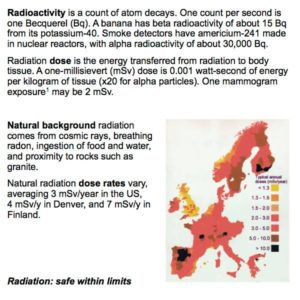 Radioactivity is a count of atom decays. One count per second is
one Becquerel (Bq). A banana has beta radioactivity of about 15 Bq
from its potassium-40. Smoke detectors have americium-241 made
in nuclear reactors, with alpha radioactivity of about 30,000 Bq.
Radiation dose is the energy transferred from radiation to body
tissue. A one-millisievert (mSv) dose is 0.001 watt-second of energy
per kilogram of tissue (x20 for alpha particles). One mammogram
exposure¹ may be 2 mSv.
Natural background radiation
comes from cosmic rays, breathing
radon, ingestion of food and water,
and proximity to rocks such as
granite.
Natural radiation dose rates vary,
averaging 3 mSv/year in the US,
4 mSv/y in Denver, and 7 mSv/y in
Finland.
Radiation: safe within limits
Typical annual
doses (mSv/year)
< 1.3
1.3 -
1.5 - 2.0
2.0 - 3.0
3.0 - 5.0
5.0 - 10.0
> 10.0